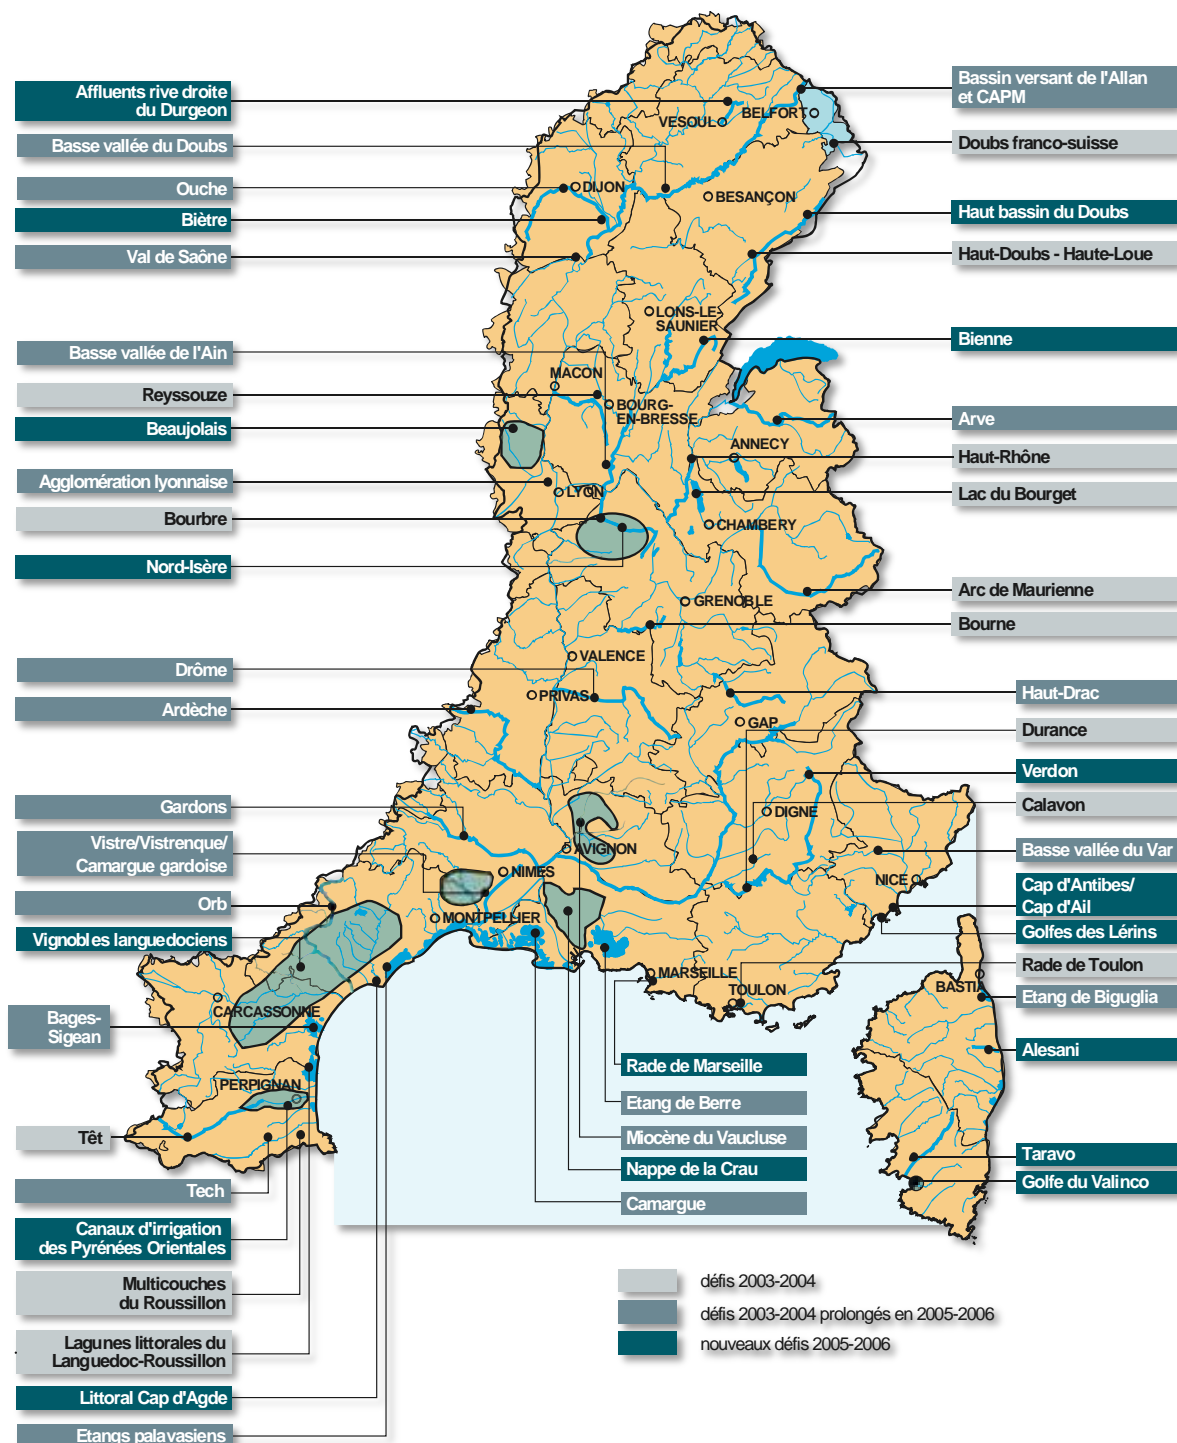 Affluents rive droite
du Durgeon
Basse vallée du Doubs
Ouche
Biètre
Val de Saône
Basse vallée de l'Ain
Reyssouze
Beaujolais
Agglomération lyonnaise
Bourbre
Nord-Isère
Drôme
Ardèche
Gardons
Vistre/Vistrenque/
Camargue gardoise
Orb
Vignobles languedociens
Bages-
Sigean
Têt
Tech
Canaux d'irrigation
des Pyrénées Orientales
Multicouches
du Roussillon
Lagunes littorales du
Languedoc-Roussillon
Littoral Cap d'Agde
Etangs palavasiens
VESOUL
BELFORT
DIJON
BESANÇON
LONS-LE-
SAUNIER
MACON
BOURG-
EN-BRESSE
ANNECY
LYON
CHAMBERY
GRENOBLE
VALENCE
PRIVAS
GAP
DIGNE
AVIGNON
NIMES
NICE
MONTPELLIER
MARSEILLE
TOULON
BASTIA
CARCASSONNE
PERPIGNAN
Bassin versant de l'Allan
et CAPM
Doubs franco-suisse
Haut bassin du Doubs
Haut-Doubs - Haute-Loue
Bienne
Arve
Haut-Rhône
Lac du Bourget
Arc de Maurienne
Bourne
Haut-Drac
Durance
Verdon
Calavon
Basse vallée du Var
Cap d'Antibes/
Cap d'Ail
Golfes des Lérins
Rade de Toulon
Etang de Biguglia
Alesani
Taravo
Golfe du Valinco
Rade de Marseille
Etang de Berre
Miocène du Vaucluse
Nappe de la Crau
Camargue
défis 2003-2004
défis 2003-2004 prolongés en 2005-2006
nouveaux défis 2005-2006